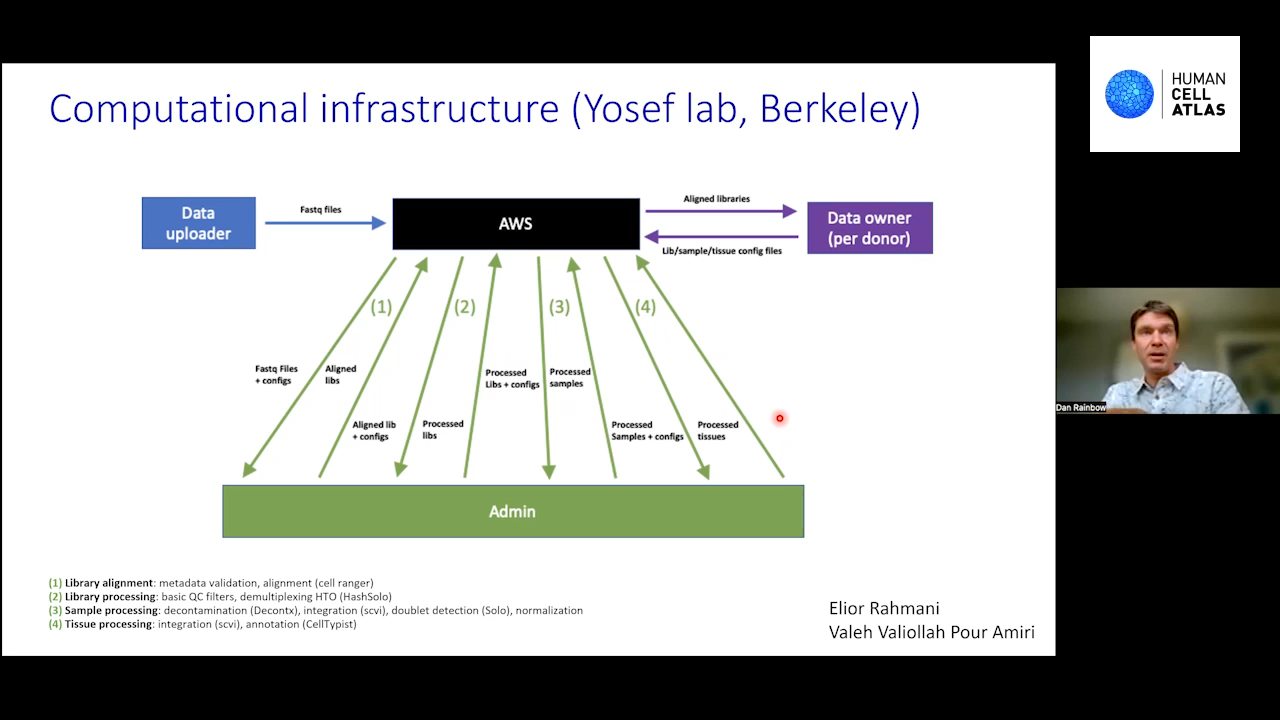 Computational infrastructure (Yosef lab, Berkeley)
HUMAN
CELL
ATLAS
Data
uploader
Fastq files
AWS
Aligned libraries
Lib/sample/tissue config files
Data owner
(per donor)
(1)
(2)
(3)
(4)
Fastq Files
+ configs
Aligned
libs
Aligned lib
+ configs
Processed
libs
Processed
Libs + configs
Processed
samples
Processed
Samples + configs
Processed
tissues
Admin
Dan Rainbow
(1) Library alignment: metadata validation, alignment (cell ranger)
(2) Library processing: basic QC filters, demultiplexing HTO (HashSolo)
(3) Sample processing: decontamination (Decontx), integration (scvi), doublet detection (Solo), normalization
(4) Tissue processing: integration (scvi), annotation (CellTypist)
Elior Rahmani
Valeh Valiollah Pour Amiri